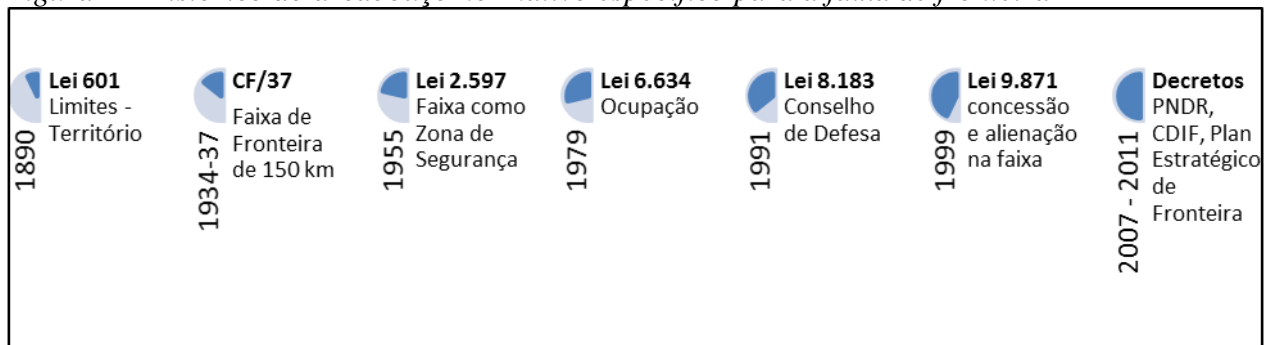 Lei 601
Limites -
Território
1890
CF/37
Faixa de
Fronteira
de 150 km
1934-37
Lei 2.597
Faixa como
Zona de
Segurança
1955
Lei 6.634
Ocupação
1979
Lei 8.183
Conselho
de Defesa
1991
Lei 9.871
concessão
e alienação
na faixa
1999
Decretos
PNDR,
CDIF, Plan
Estratégico
de
Fronteira
2007 - 2011